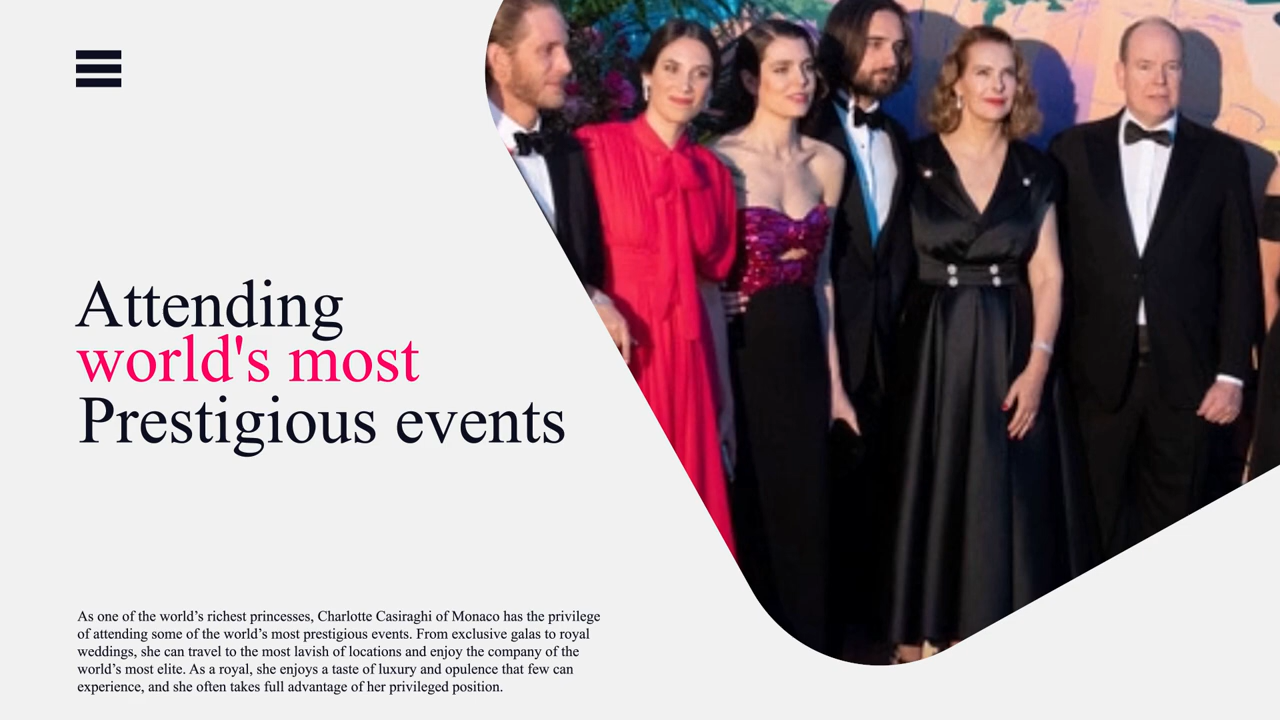 Attending
world's most
Prestigious events
As one of the world’s richest princesses, Charlotte Casiraghi of Monaco has the privilege
of attending some of the world’s most prestigious events. From exclusive galas to royal
weddings, she can travel to the most lavish of locations and enjoy the company of the
world’s most elite. As a royal, she enjoys a taste of luxury and opulence that few can
experience, and she often takes full advantage of her privileged position.